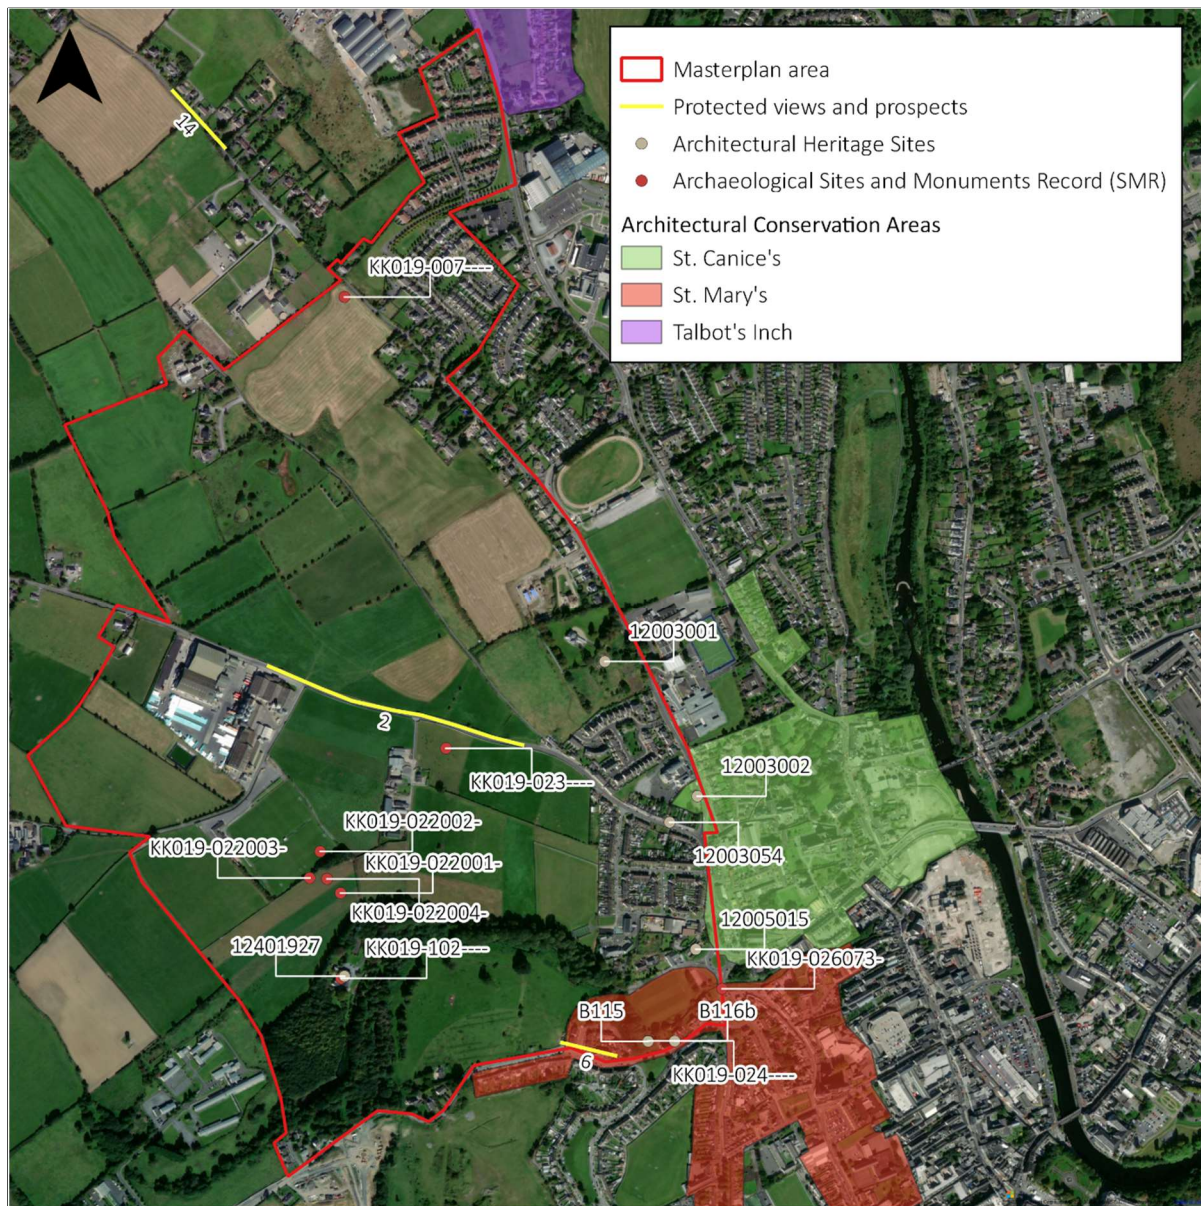 Masterplan area
Protected views and prospects
Architectural Heritage Sites
Archaeological Sites and Monuments Record (SMR)
Architectural Conservation Areas
St. Canice's
St. Mary's
Talbot's Inch
14
KK019-007----
12003001
2
KK019-023----
12003002
KK019-022002-
KK019-022003-
KK019-022001-
12003054
KK019-022004-
12005015
12401927
KK019-102----
KK019-026073-
B115
B116b
6
KK019-024----